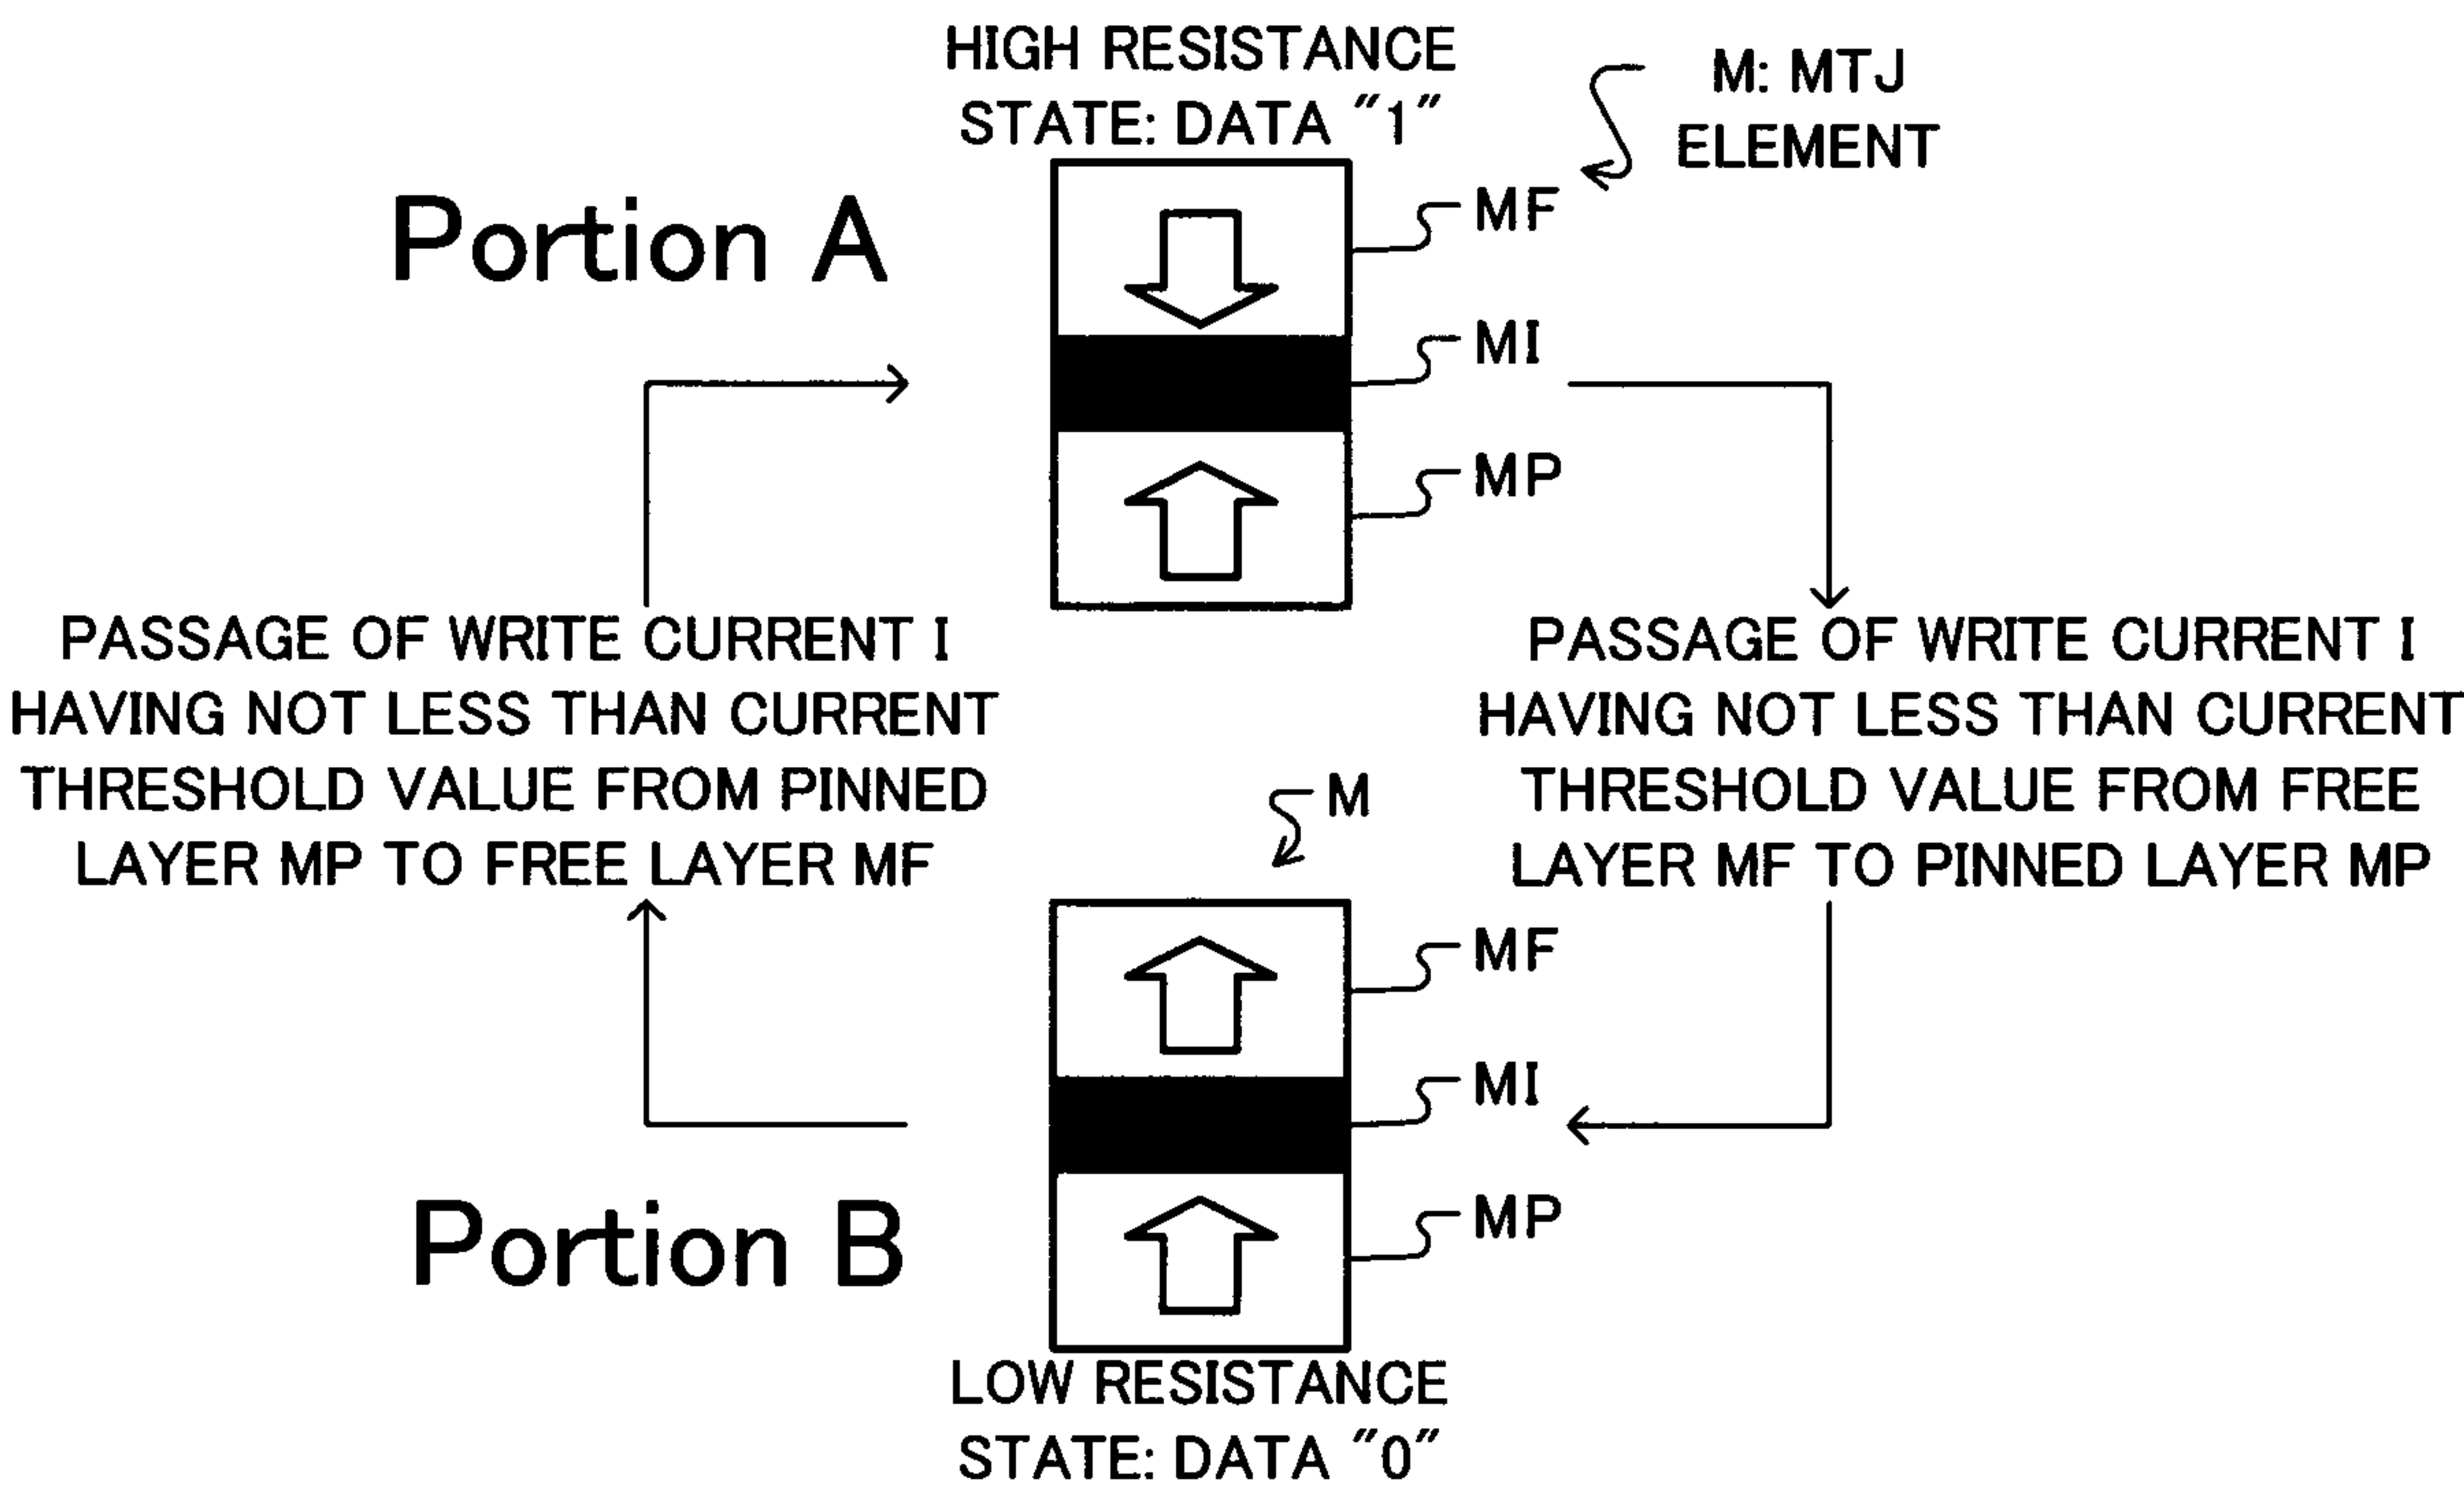 HIGH RESISTANCE
STATE: DATA "1"
M: MTJ
ELEMENT
Portion A
MF
MI
MP
PASSAGE OF WRITE CURRENT I
HAVING NOT LESS THAN CURRENT
THRESHOLD VALUE FROM PINNED
LAYER MP TO FREE LAYER MF
PASSAGE OF WRITE CURRENT I
HAVING NOT LESS THAN CURRENT
THRESHOLD VALUE FROM FREE
LAYER MF TO PINNED LAYER MP
M
MF
MI
MP
Portion B
LOW RESISTANCE
STATE: DATA "0"